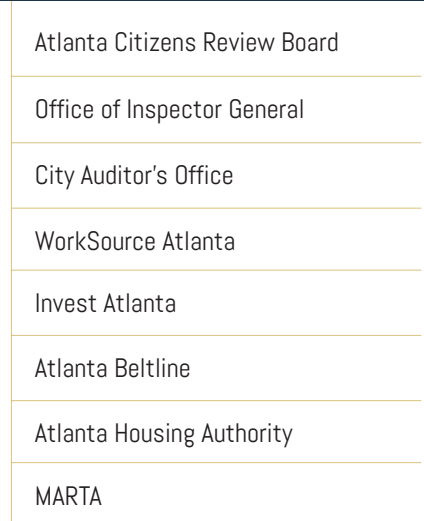 Atlanta Citizens Review Board
Office of Inspector General
City Auditor's Office
WorkSource Atlanta
Invest Atlanta
Atlanta Beltline
Atlanta Housing Authority
MARTA